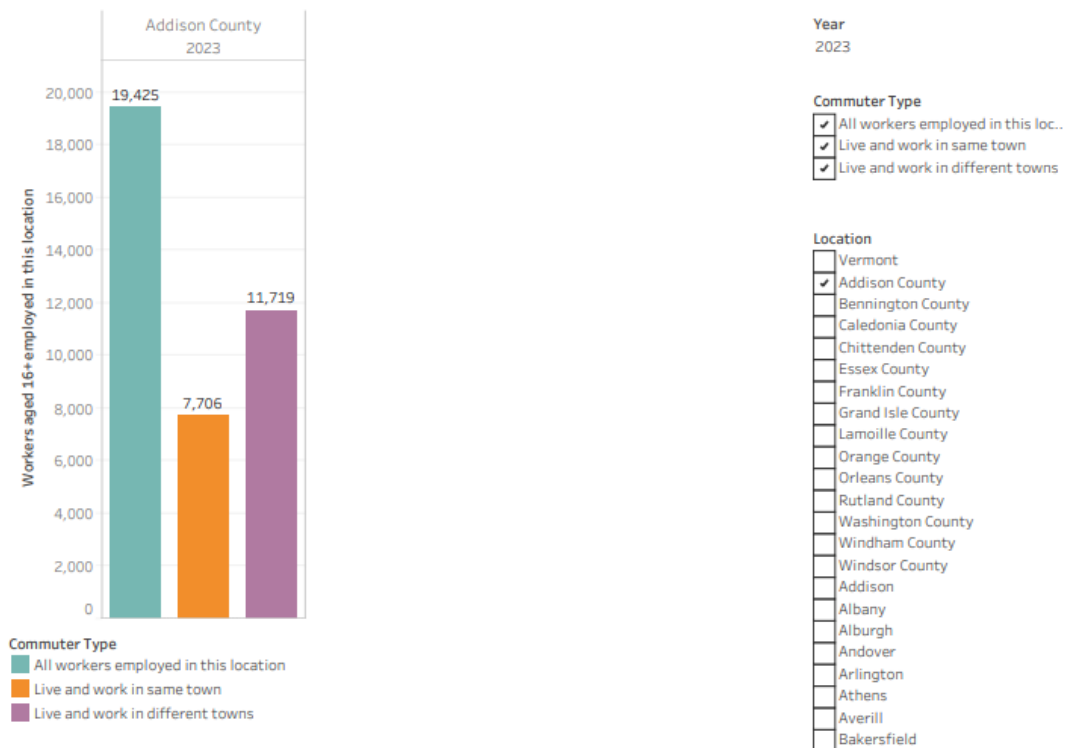 Addison County
2023
20,000
18,000
16,000
14,000
12,000
10,000
8,000
6,000
4,000
2,000
0
Workers aged 16+ employed in this location
19,425
7,706
11,719
Commuter Type
All workers employed in this location
Live and work in same town
Live and work in different towns
Year
2023
Commuter Type
All workers employed in this loc..
Live and work in same town
Live and work in different towns
Location
Vermont
Addison County
Bennington County
Caledonia County
Chittenden County
Essex County
Franklin County
Grand Isle County
Lamoille County
Orange County
Orleans County
Rutland County
Washington County
Windham County
Windsor County
Addison
Albany
Alburgh
Andover
Arlington
Athens
Averill
Bakersfield